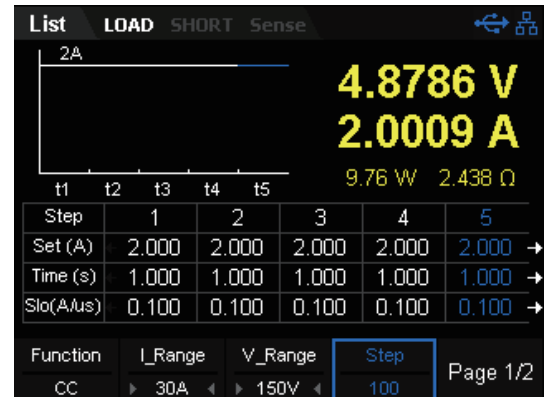 List LOAD SHORT Sense
2A
4.8786 V
2.0009 A
9.76 W 2.438 Ω
t1 t2 t3 t4 t5
Step 1 2 3 4 5
Set (A) 2.000 2.000 2.000 2.000 2.000
Time (s) 1.000 1.000 1.000 1.000 1.000
Slo(A/us) 0.100 0.100 0.100 0.100 0.100
Function I_Range V_Range Step Page 1/2
CC 30A 150V 100